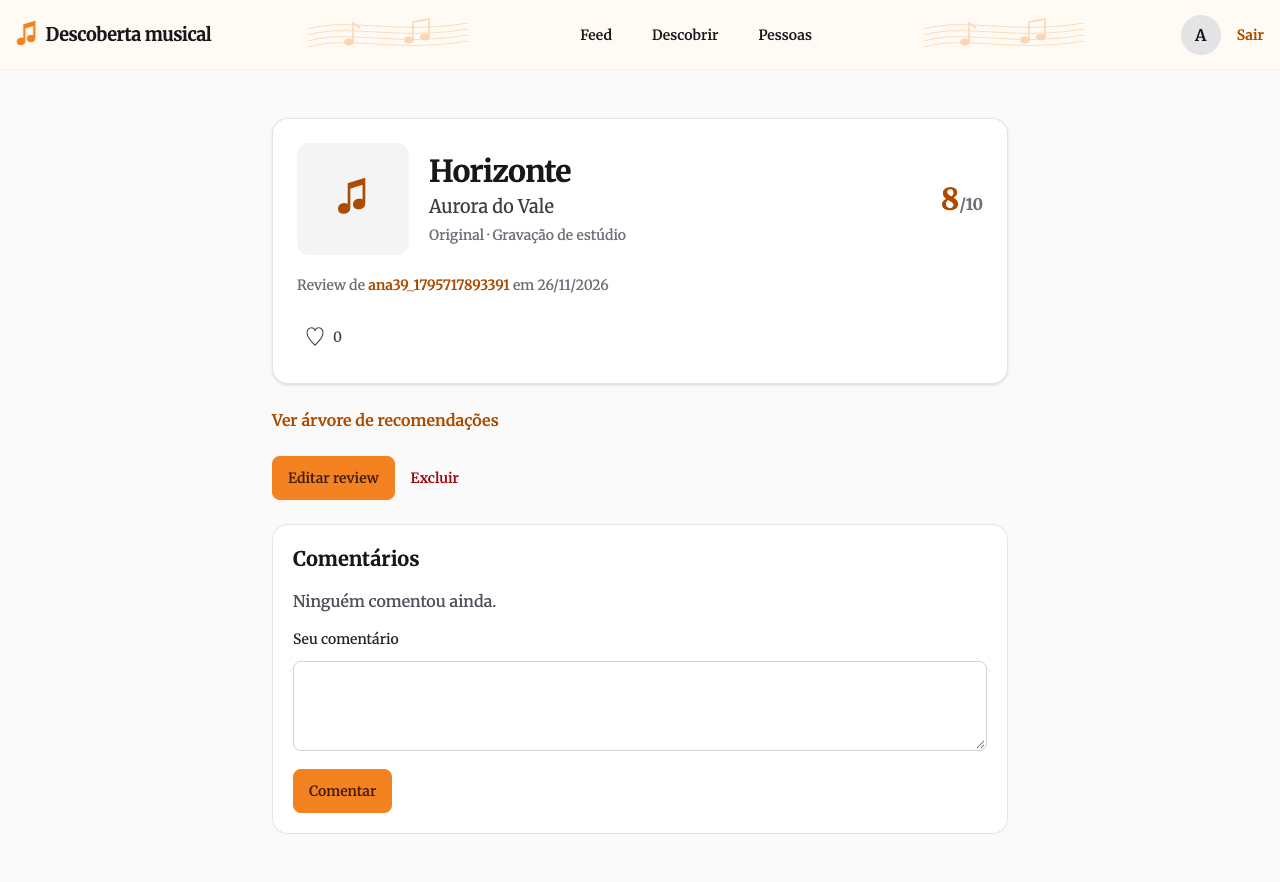 Descoberta musical
Feed
Descobrir
Pessoas
A
Sair
Horizonte
Aurora do Vale
Original · Gravação de estúdio
8/10
Review de ana39_1795717893391 em 26/11/2026
0
Ver árvore de recomendações
Editar review
Excluir
Comentários
Ninguém comentou ainda.
Seu comentário
Comentar